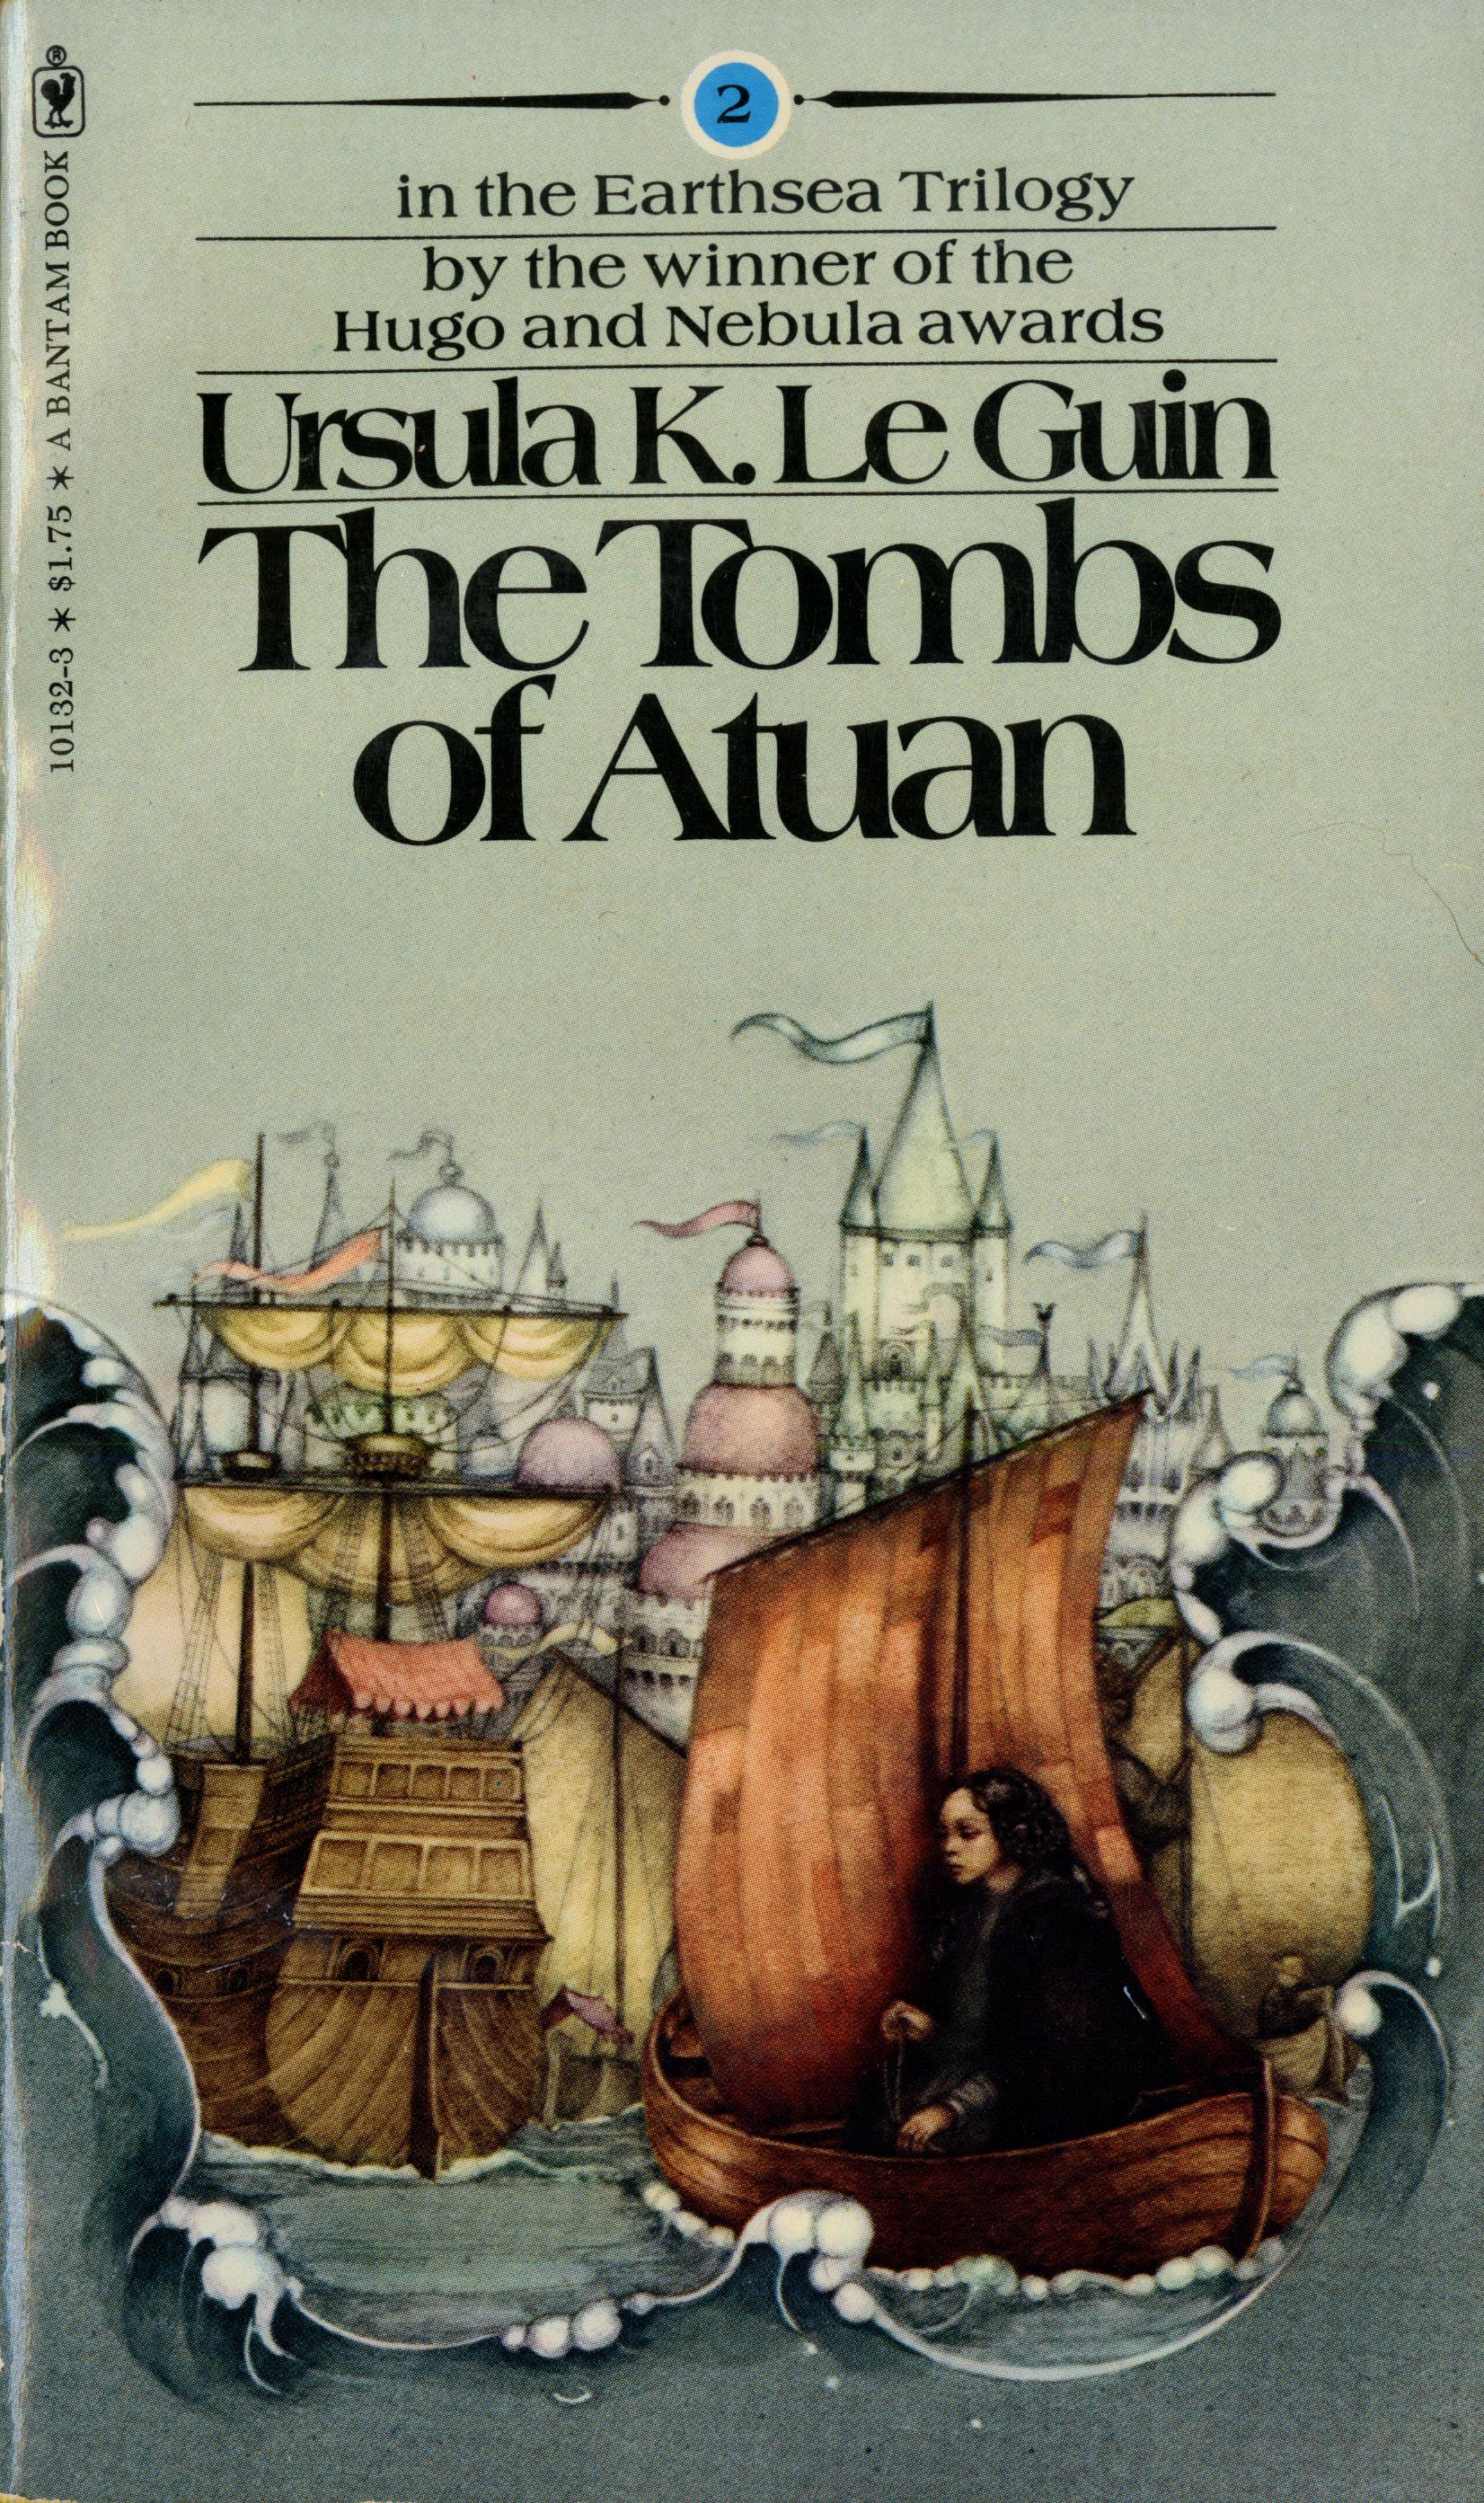 2
in the Earthsea Trilogy
by the winner of the
Hugo and Nebula awards
Ursula K. Le Guin
The Tombs
of Atuan
10132-3 * $1.75 * A BANTAM BOOK ®